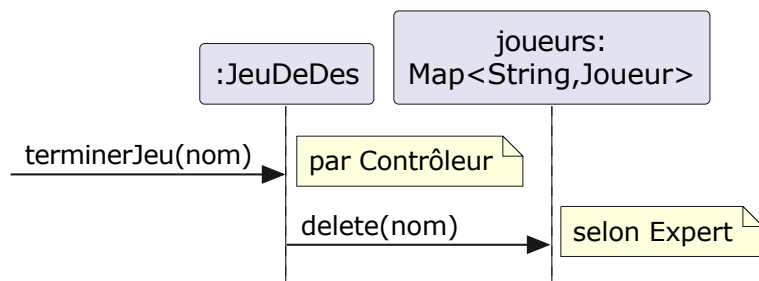 :JeuDeDes
joueurs:
Map<String,Joueur>
terminerJeu(nom)
par Contrôleur
delete(nom)
selon Expert